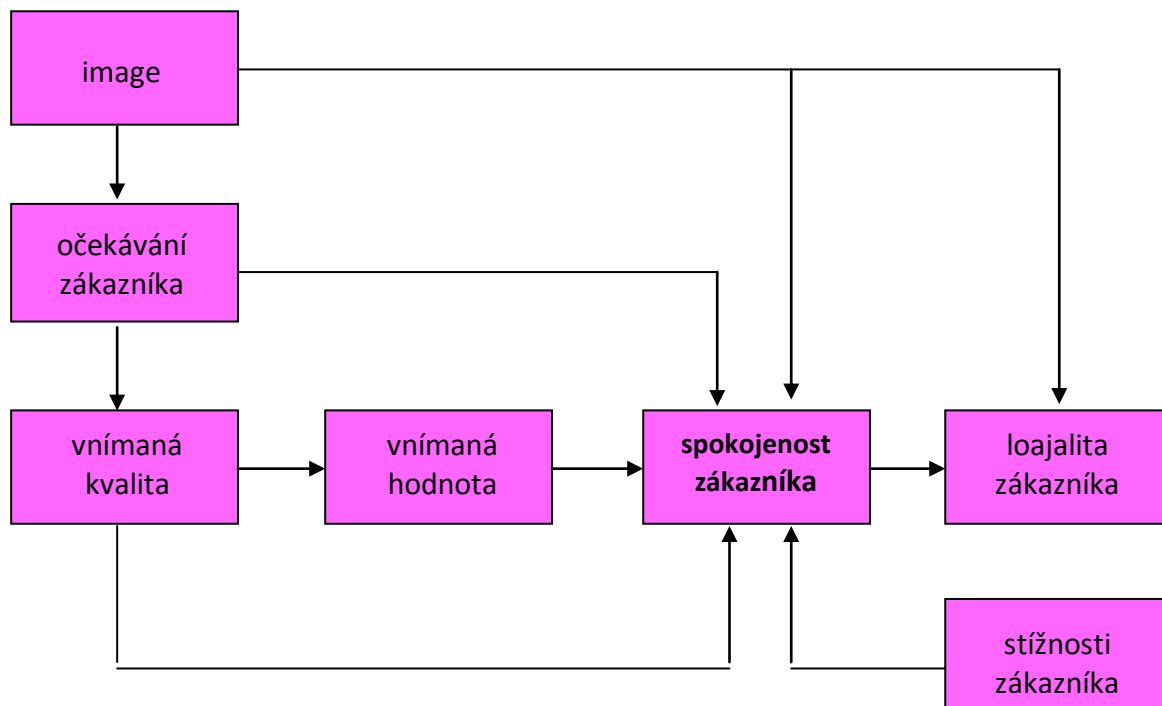 image
očekávání
zákazníka
vnímaná
kvalita
vnímaná
hodnota
spokojenost
zákazníka
loajalita
zákazníka
stížnosti
zákazníka